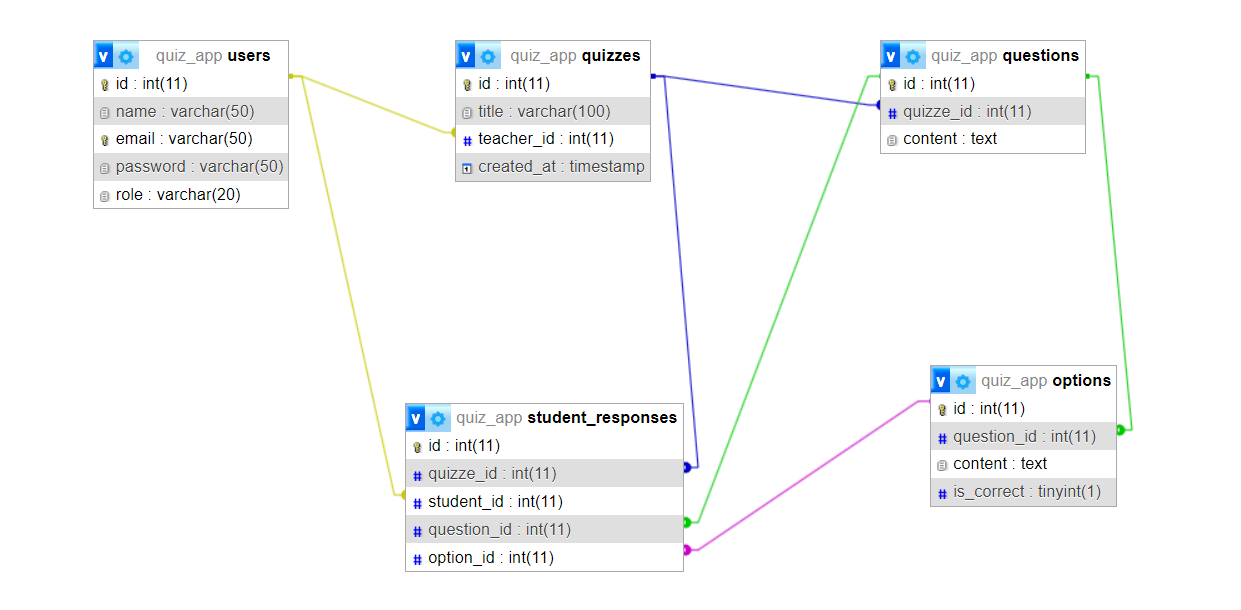 v quiz_app users
id : int(11)
name : varchar(50)
email : varchar(50)
password : varchar(50)
role : varchar(20)
v quiz_app quizzes
id : int(11)
title : varchar(100)
# teacher_id : int(11)
created_at : timestamp
v quiz_app questions
id : int(11)
# quizze_id : int(11)
content : text
v quiz_app student_responses
id : int(11)
# quizze_id : int(11)
# student_id : int(11)
# question_id : int(11)
# option_id : int(11)
v quiz_app options
id : int(11)
# question_id : int(11)
content : text
# is_correct : tinyint(1)